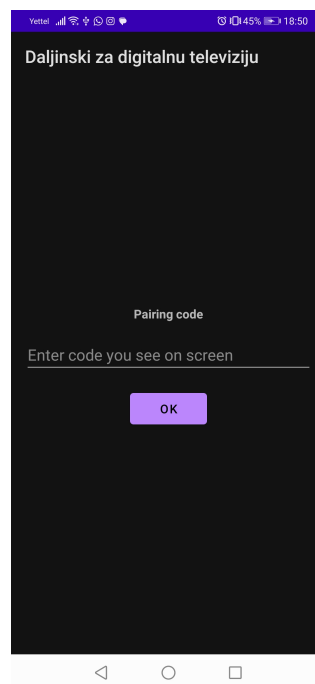 Yettel 45% 18:50
Daljinski za digitalnu televiziju
Pairing code
Enter code you see on screen
OK